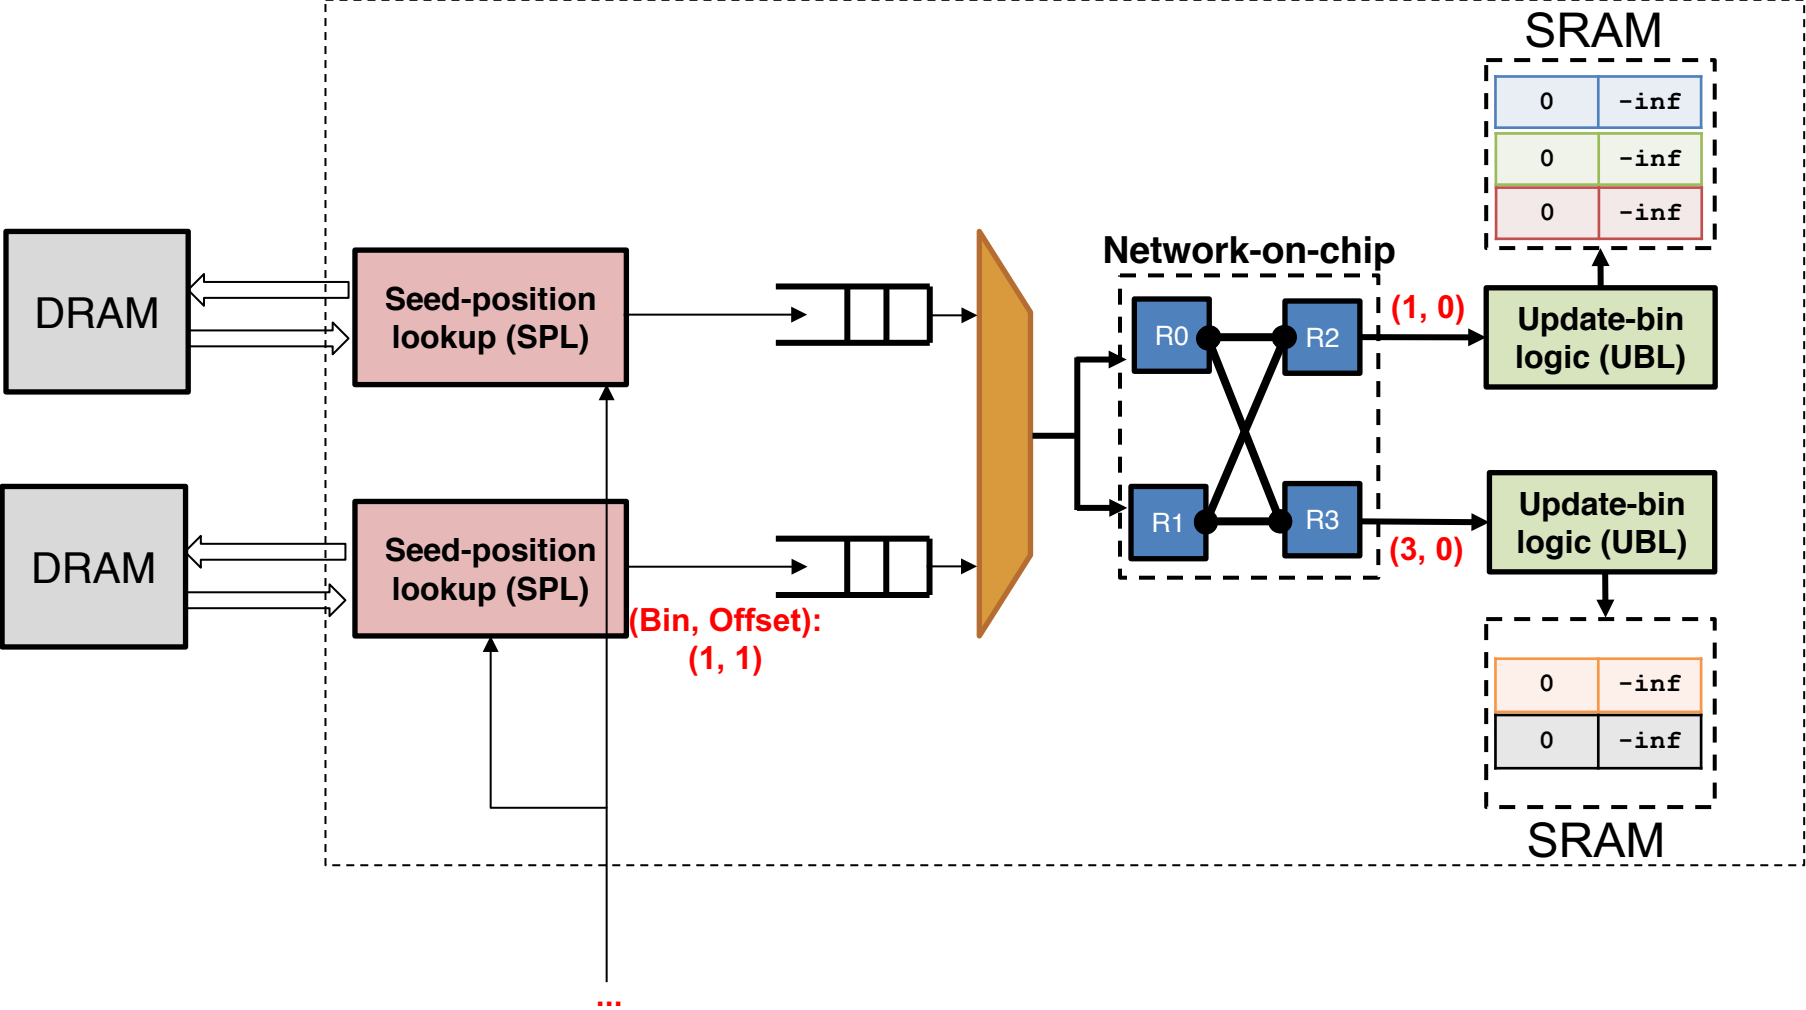 SRAM
0 -inf
0 -inf
0 -inf
DRAM
Seed-position
lookup (SPL)
Network-on-chip
R0
R2
(1, 0)
Update-bin
logic (UBL)
DRAM
Seed-position
lookup (SPL)
(Bin, Offset):
(1, 1)
R1
R3
(3, 0)
Update-bin
logic (UBL)
0 -inf
0 -inf
SRAM
...